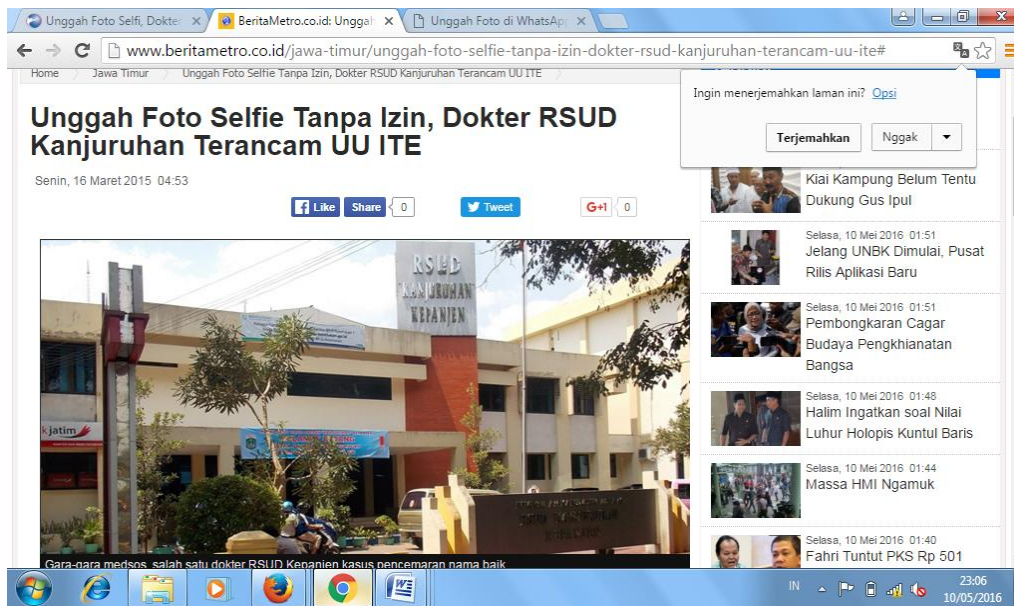 Unggah Foto Selfi, Dokter
BeritaMetro.co.id: Unggah
Unggah Foto di WhatsAp
www.beritametro.co.id/jawa-timur/unggah-foto-selfie-tanpa-izin-dokter-rsud-kanjuruhan-terancam-uu-ite#
Home
Jawa Timur
Unggah Foto Selfie Tanpa Izin, Dokter RSUD Kanjuruhan Terancam UU ITE
Ingin menerjemahkan laman ini? Opsi
Terjemahkan
Nggak
Unggah Foto Selfie Tanpa Izin, Dokter RSUD
Kanjuruhan Terancam UU ITE
Senin, 16 Maret 2015 04:53
Like
Share
0
Tweet
G+1
0
RSUD
KANJURUHAN
KEPANJEN
kjatim
Gara-gara medsos, salah satu dokter RSUD Kepanjen kasus pencemaran nama baik
Kiai Kampung Belum Tentu
Dukung Gus Ipul
Selasa, 10 Mei 2016 01:51
Jelang UNBK Dimulai, Pusat
Rilis Aplikasi Baru
Selasa, 10 Mei 2016 01:51
Pembongkaran Cagar
Budaya Pengkhianatan
Bangsa
Selasa, 10 Mei 2016 01:48
Halim Ingatkan soal Nilai
Luhur Holopis Kuntul Baris
Selasa, 10 Mei 2016 01:44
Massa HMI Ngamuk
Selasa, 10 Mei 2016 01:40
Fahri Tuntut PKS Rp 501
IN
23:06
10/05/2016